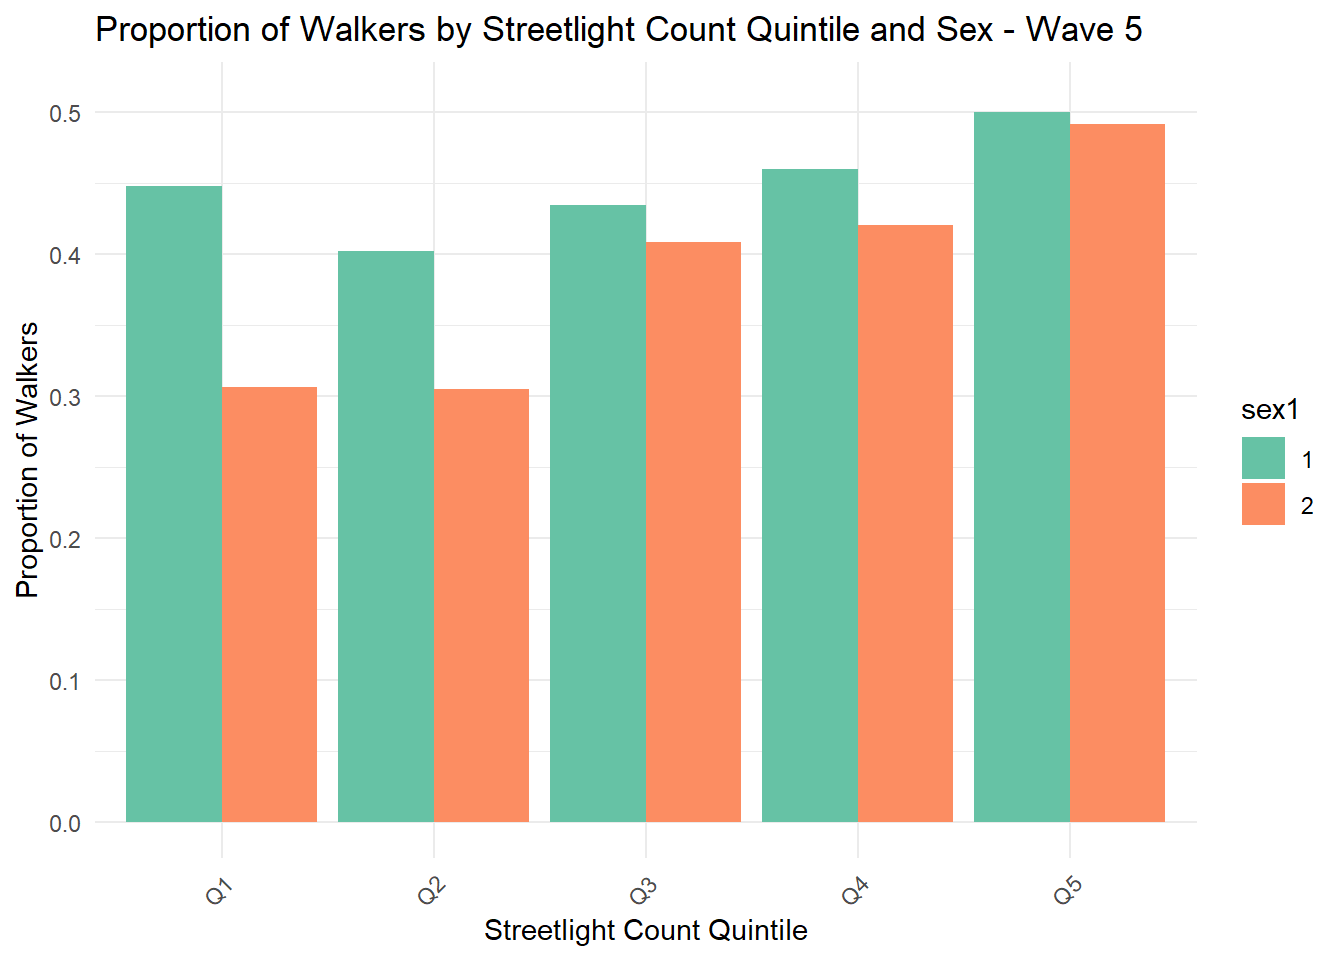 Proportion of Walkers by Streetlight Count Quintile and Sex - Wave 5
Proportion of Walkers
0.5
0.4
0.3
0.2
0.1
0.0
Q1
Q2
Q3
Q4
Q5
Streetlight Count Quintile
sex1
1
2